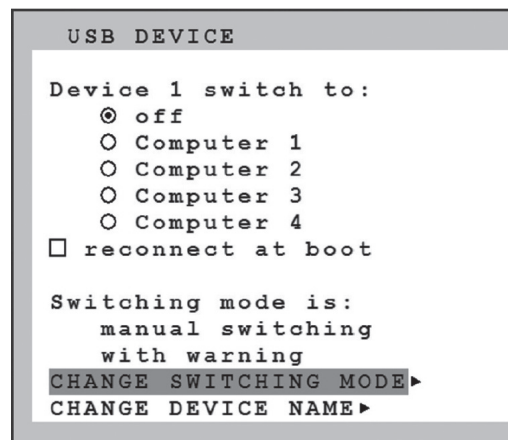 USB DEVICE
Device 1 switch to:
off
Computer 1
Computer 2
Computer 3
Computer 4
reconnect at boot
Switching mode is:
manual switching
with warning
CHANGE SWITCHING MODE
CHANGE DEVICE NAME